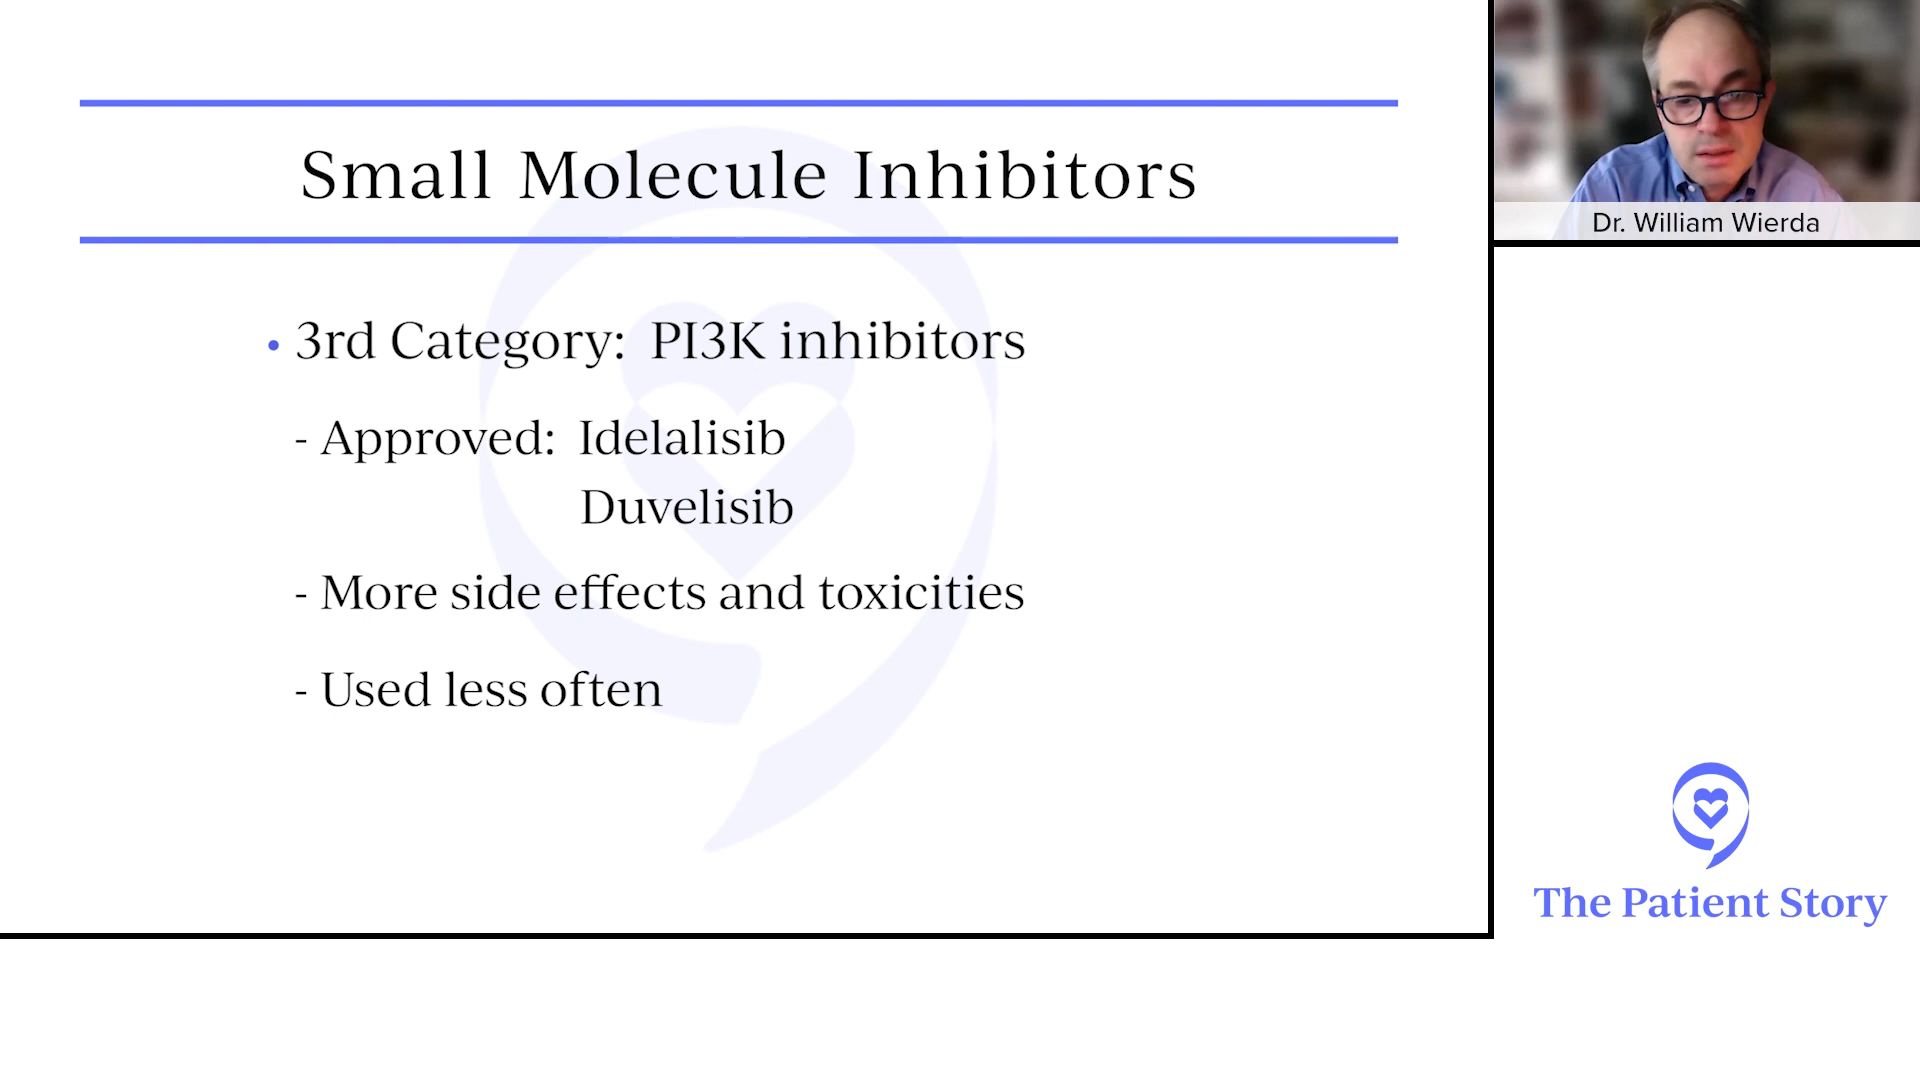 Small Molecule Inhibitors
• 3rd Category: PI3K inhibitors
- Approved: Idelalisib
Duvelisib
- More side effects and toxicities
- Used less often
Dr. William Wierda
The Patient Story